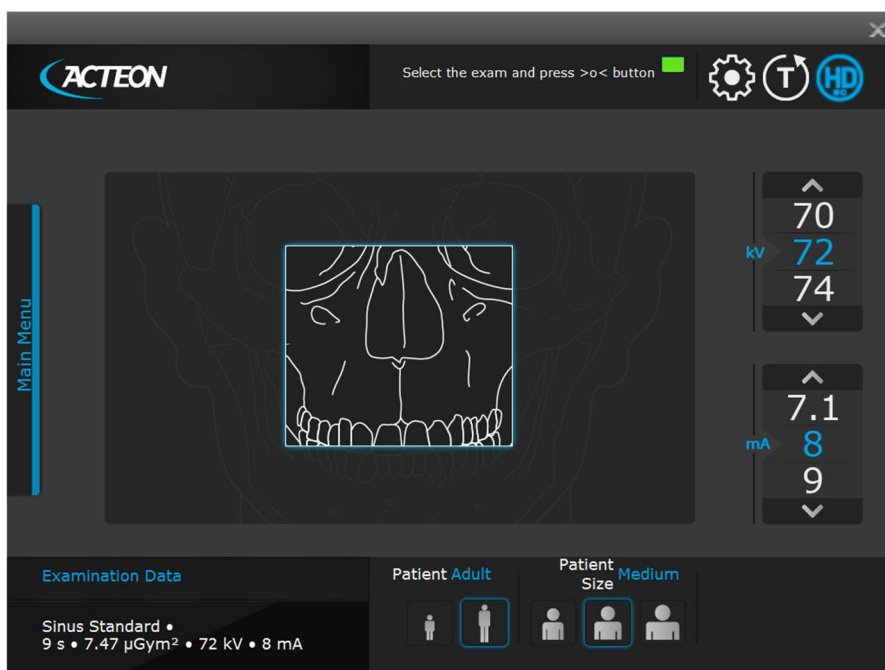 ACTEON
Select the exam and press >o< button
T
HD
Main Menu
70
kV 72
74
7.1
mA 8
9
Examination Data
Patient Adult
Patient
Size Medium
Sinus Standard •
9 s • 7.47 µGym² • 72 kV • 8 mA